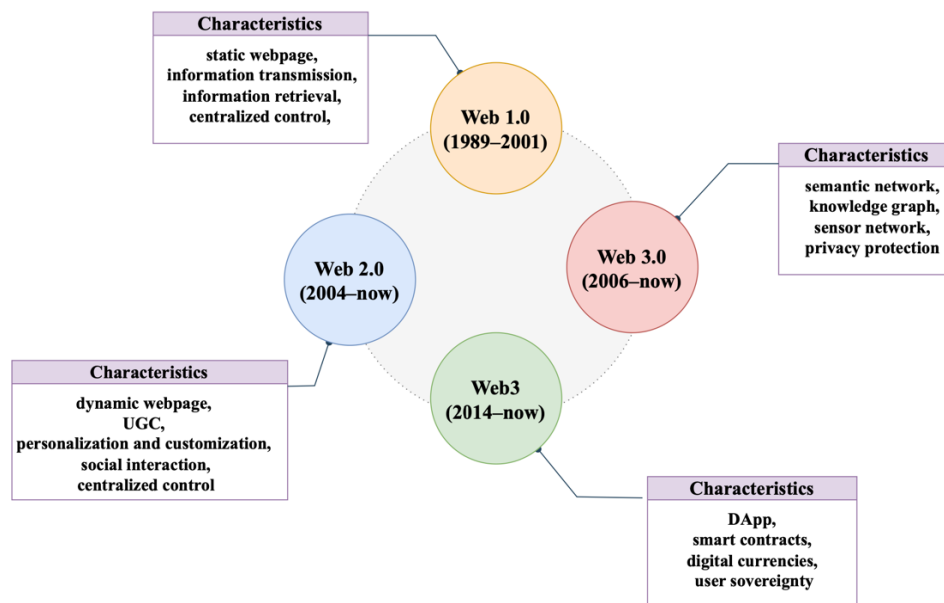 Characteristics
static webpage,
information transmission,
information retrieval,
centralized control,
Web 1.0
(1989–2001)
Characteristics
semantic network,
knowledge graph,
sensor network,
privacy protection
Web 2.0
(2004–now)
Web 3.0
(2006–now)
Characteristics
dynamic webpage,
UGC,
personalization and customization,
social interaction,
centralized control
Web3
(2014–now)
Characteristics
DApp,
smart contracts,
digital currencies,
user sovereignty